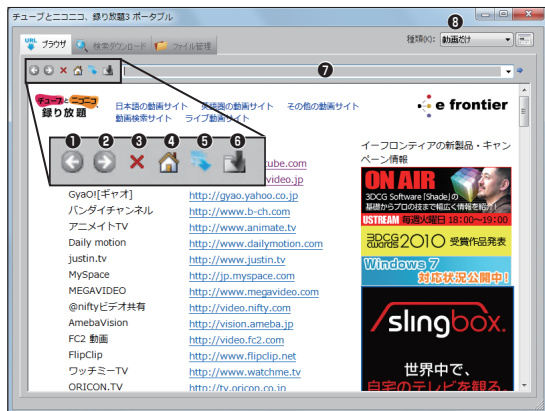 チューブとニコニコ、録り放題3 ポータブル
❽
URL ブラウザ 検索ダウンロード ファイル管理 種類(K): 動画だけ
❼
チューブとニコニコ
録り放題
日本語の動画サイト 英語圏の動画サイト その他の動画サイト
動画検索サイト ライブ動画サイト
e frontier
❶ ❷ ❸ ❹ ❺ ❻
イーフロンティアの新製品・キャンペーン情報
tube.com
video.jp
GyaO![ギャオ] http://gyao.yahoo.co.jp
バンダイチャンネル http://www.b-ch.com
アニメイトTV http://www.animate.tv
Daily motion http://www.dailymotion.com
justin.tv http://www.justin.tv
MySpace http://jp.myspace.com
MEGAVIDEO http://www.megavideo.com
@niftyビデオ共有 http://video.nifty.com
AmebaVision http://vision.ameba.jp
FC2 動画 http://video.fc2.com
FlipClip http://www.flipclip.net
ワッチミーTV http://www.watchme.tv
ORICON.TV http://tv.oricon.co.jp
ON AIR
3DCG Software「Shade」の
基礎からプロの技まで幅広く情報を紹介!
USTREAM 毎週火曜日 18:00~19:00
3DCG awards 2010 受賞作品発表
Windows 7
対応状況公開中!
slingbox.
世界中で、
自宅のテレビを観る。